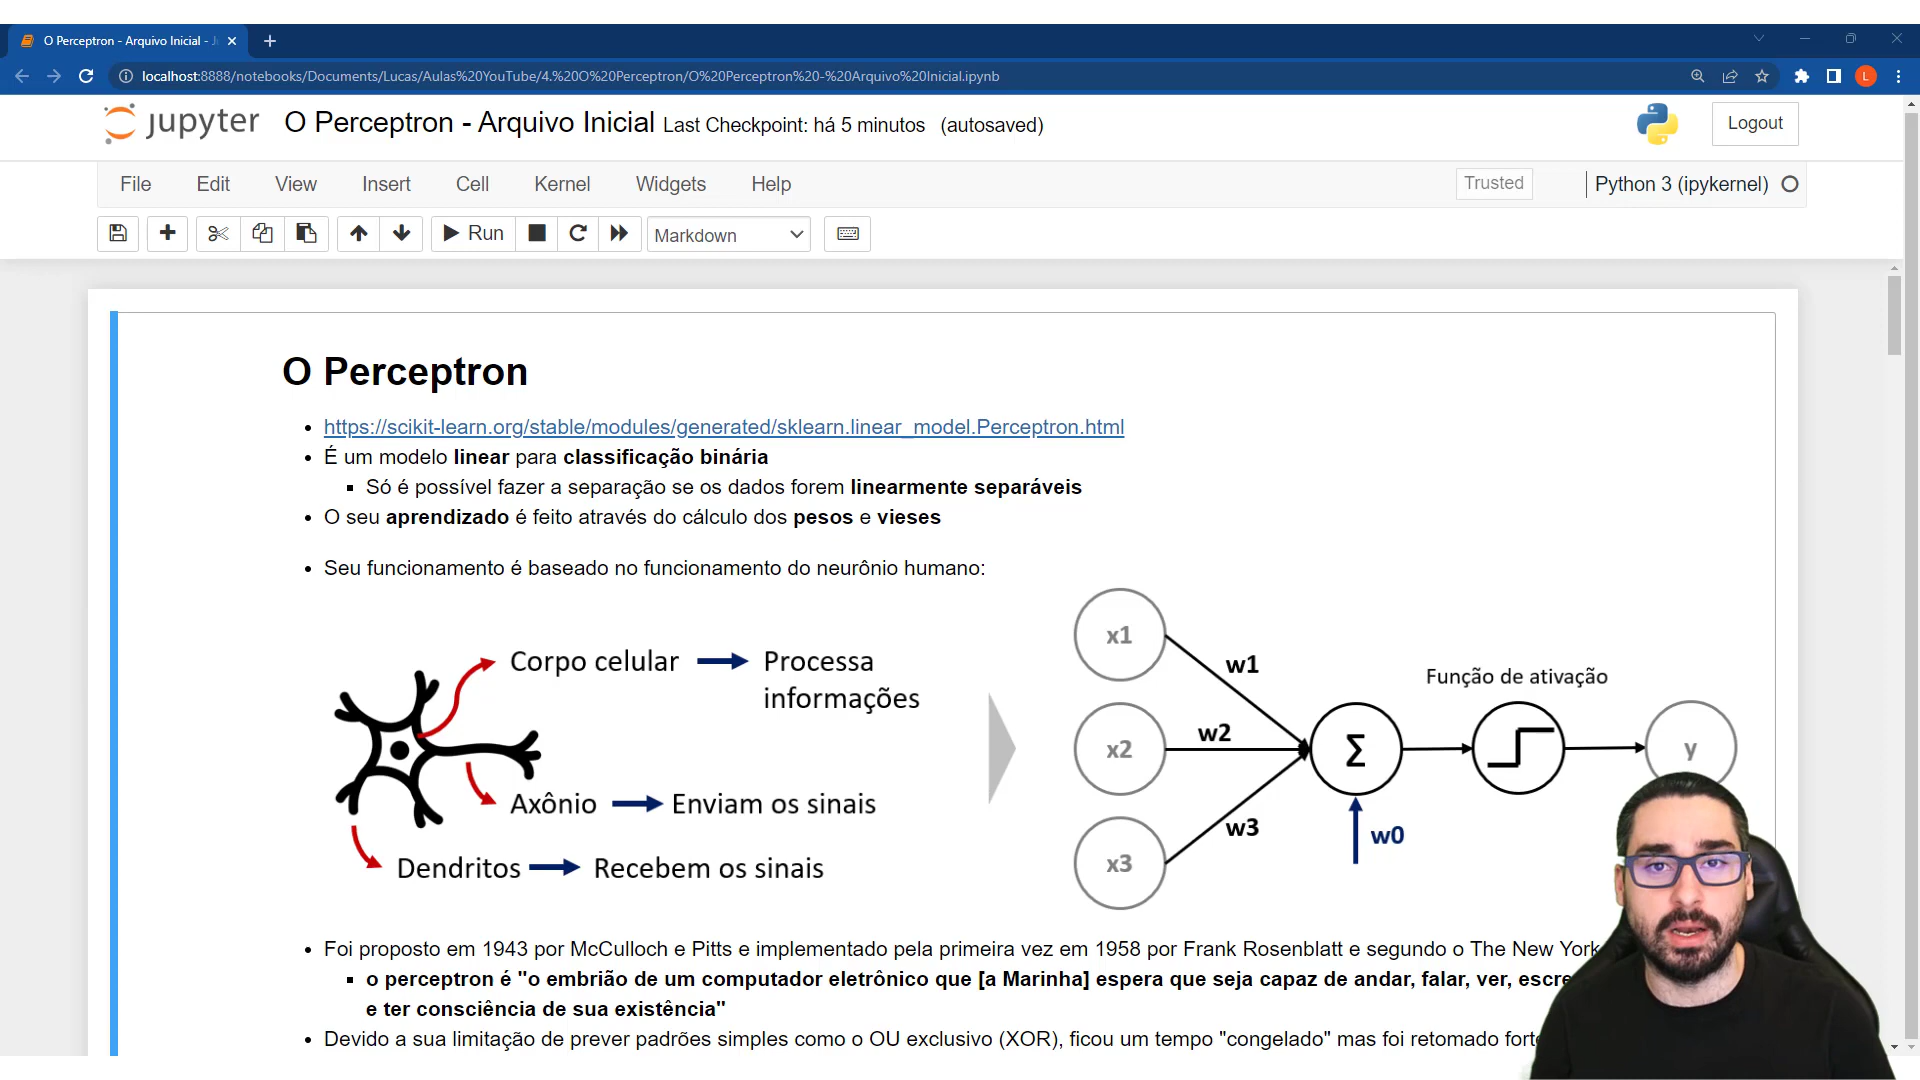 O Perceptron - Arquivo Inicial - J
localhost:8888/notebooks/Documents/Lucas/Aulas%20YouTube/4.%20O%20Perceptron/O%20Perceptron%20-%20Arquivo%20Inicial.ipynb
L
jupyter O Perceptron - Arquivo Inicial Last Checkpoint: há 5 minutos (autosaved)
Logout
File Edit View Insert Cell Kernel Widgets Help
Trusted
Python 3 (ipykernel)
Run
Markdown
O Perceptron
https://scikit-learn.org/stable/modules/generated/sklearn.linear_model.Perceptron.html
É um modelo linear para classificação binária
Só é possível fazer a separação se os dados forem linearmente separáveis
O seu aprendizado é feito através do cálculo dos pesos e vieses
Seu funcionamento é baseado no funcionamento do neurônio humano:
Corpo celular
Processa
informações
Axônio
Enviam os sinais
Dendritos
Recebem os sinais
x1
w1
x2
w2
x3
w3
Σ
w0
Função de ativação
y
Foi proposto em 1943 por McCulloch e Pitts e implementado pela primeira vez em 1958 por Frank Rosenblatt e segundo o The New York
o perceptron é "o embrião de um computador eletrônico que [a Marinha] espera que seja capaz de andar, falar, ver, escre
e ter consciência de sua existência"
Devido a sua limitação de prever padrões simples como o OU exclusivo (XOR), ficou um tempo "congelado" mas foi retomado forte